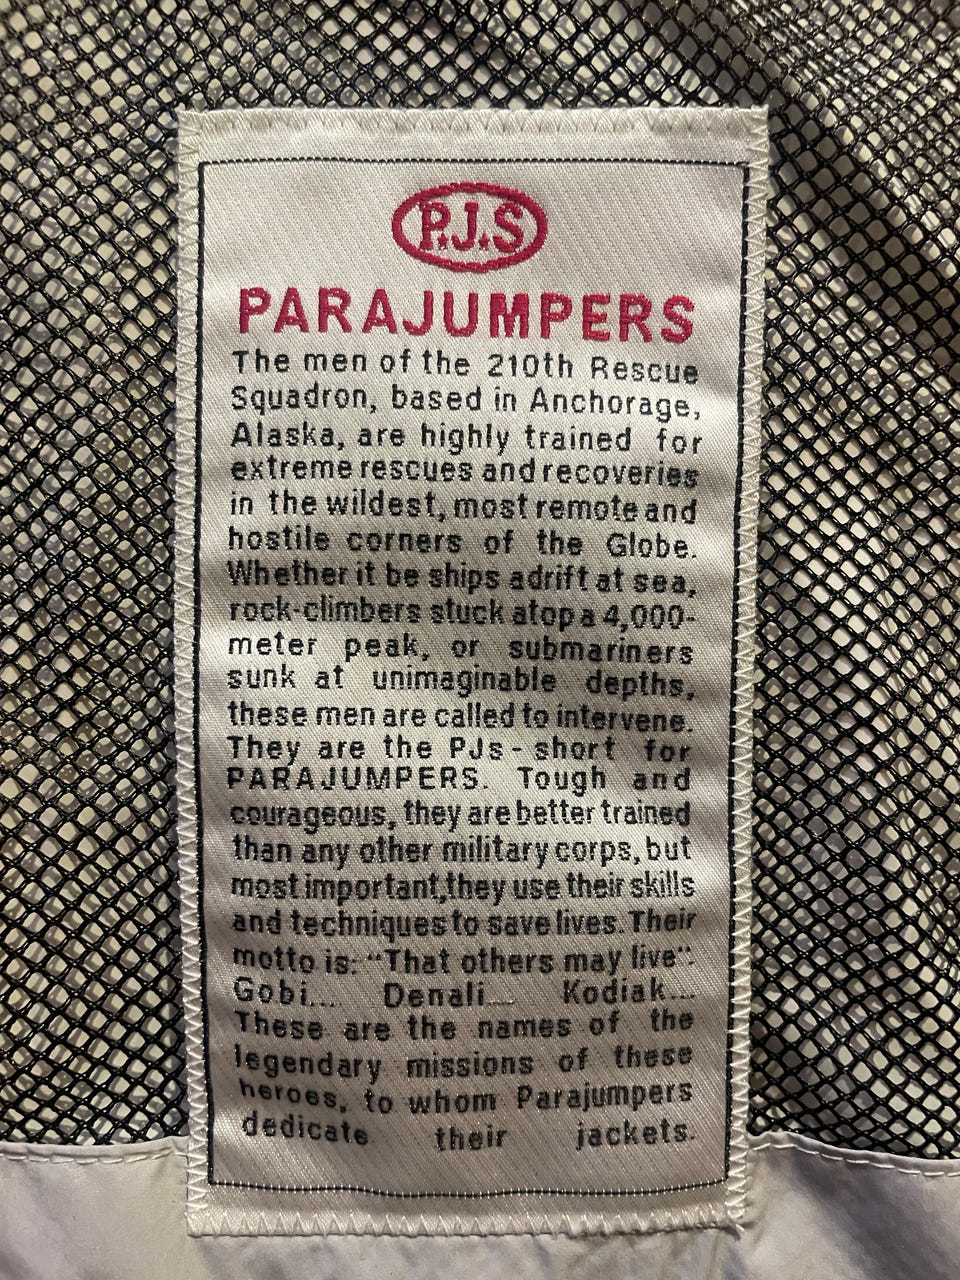 P.J.S
PARAJUMPERS
The men of the 210th Rescue
Squadron, based in Anchorage,
Alaska, are highly trained for
extreme rescues and recoveries
in the wildest, most remote and
hostile corners of the Globe.
Whether it be ships adrift at sea,
rock-climbers stuck atop a 4,000-
meter peak, or submariners
sunk at unimaginable depths,
these men are called to intervene.
They are the PJs - short for
PARAJUMPERS. Tough and
courageous, they are better trained
than any other military corps, but
most important,they use their skills
and techniques to save lives. Their
motto is: “That others may live”.
Gobi... Denali... Kodiak...
These are the names of the
legendary missions of these
heroes, to whom Parajumpers
dedicate their jackets.